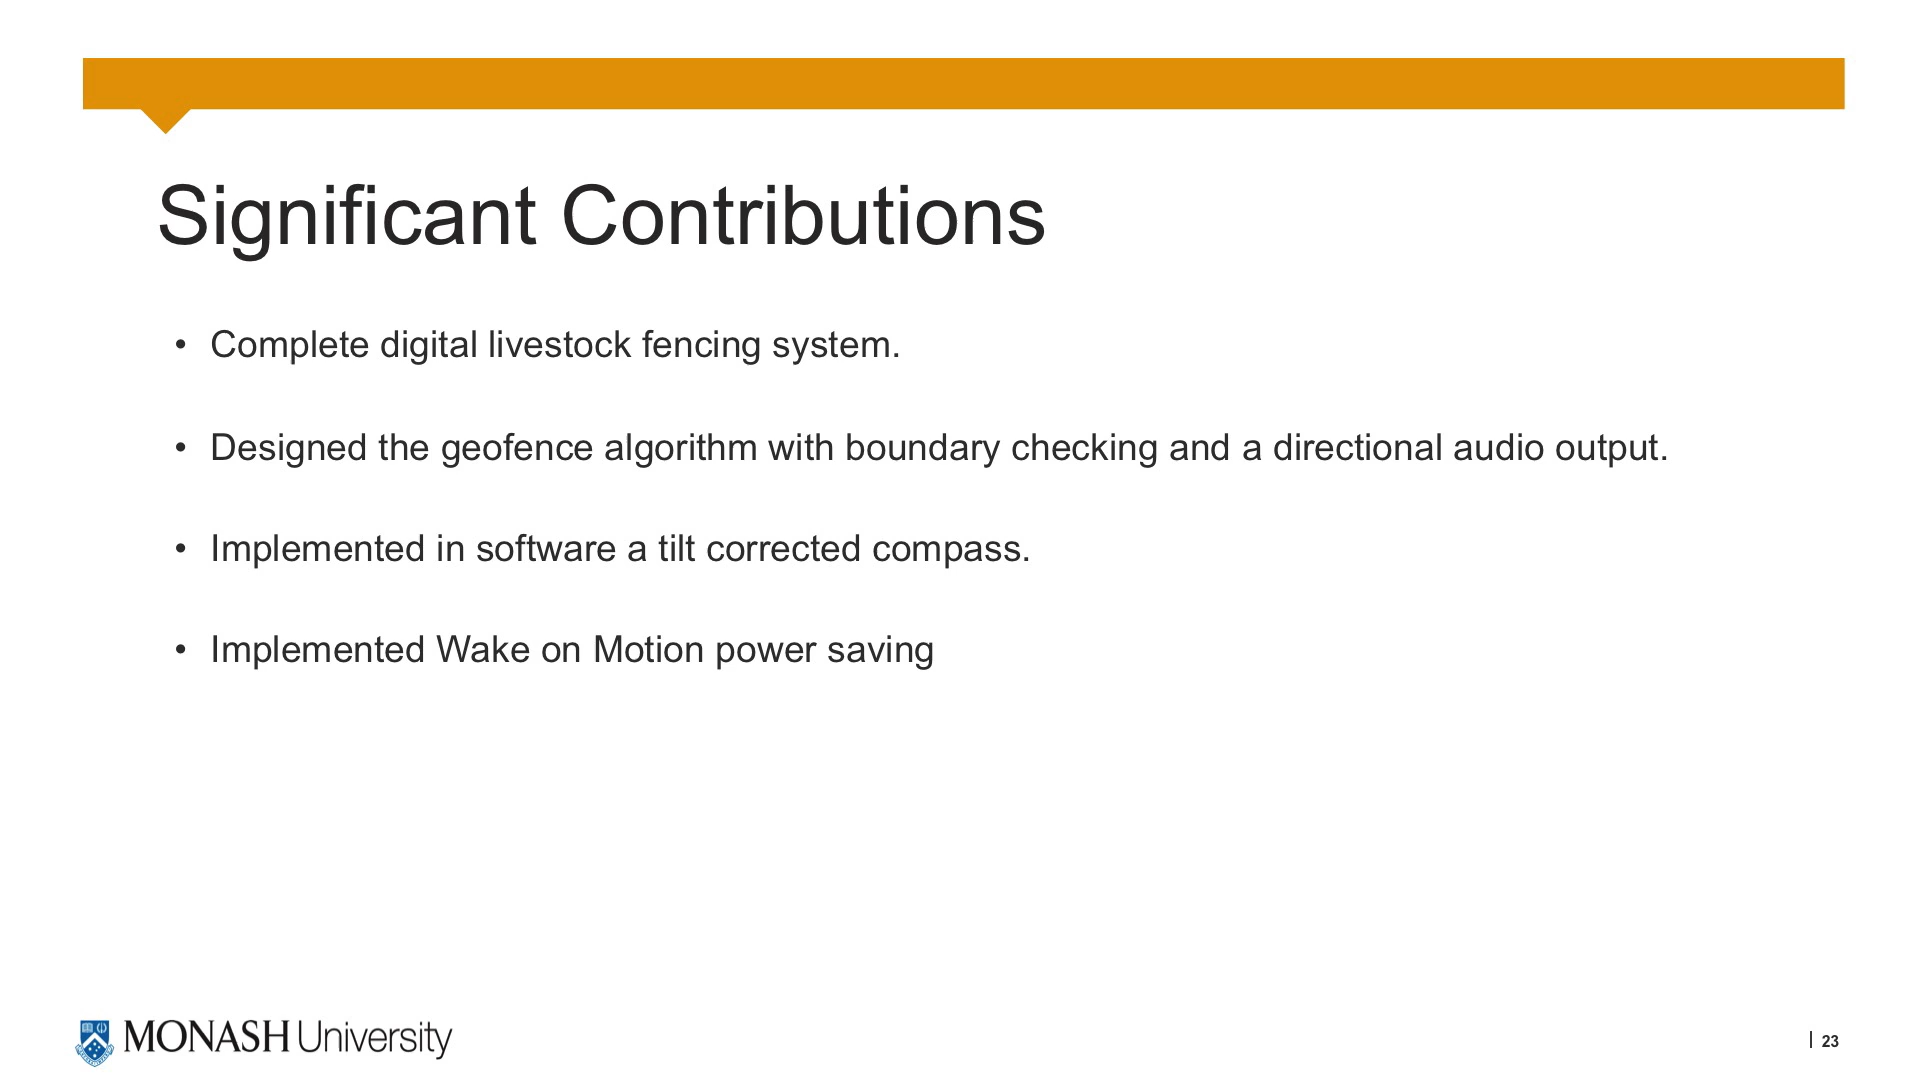 Significant Contributions
• Complete digital livestock fencing system.
• Designed the geofence algorithm with boundary checking and a directional audio output.
• Implemented in software a tilt corrected compass.
• Implemented Wake on Motion power saving
MONASH University
| 23